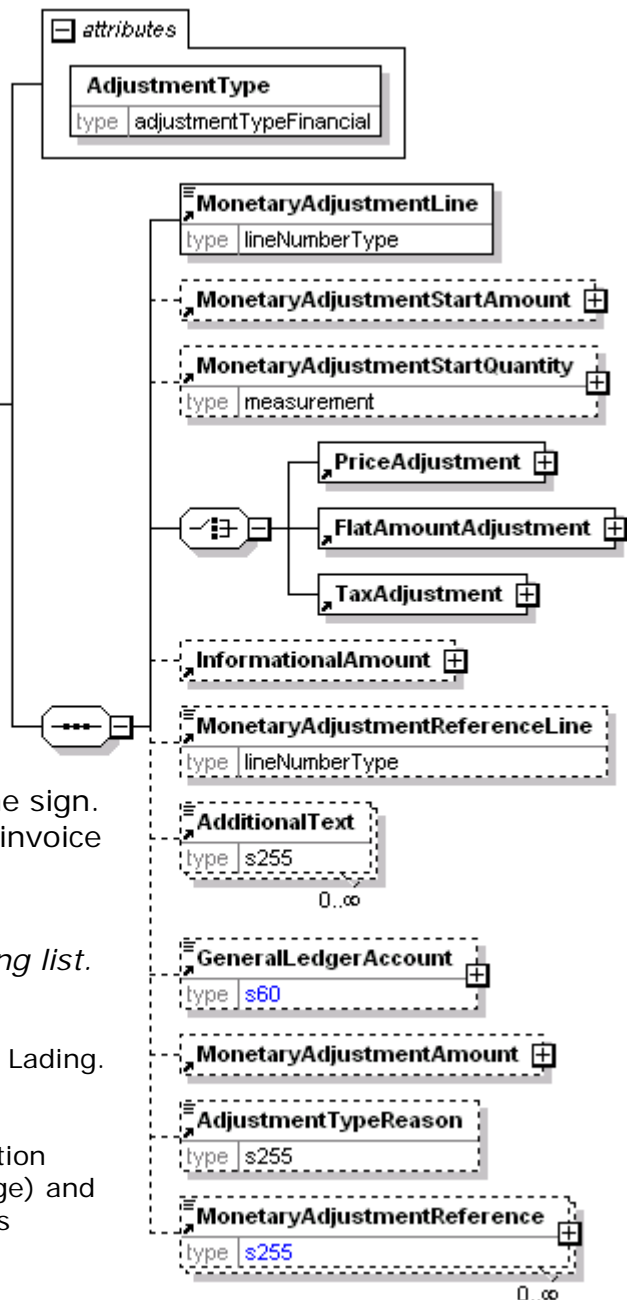 attributes
AdjustmentType
type adjustmentTypeFinancial
MonetaryAdjustmentLine
type lineNumberType
MonetaryAdjustmentStartAmount
MonetaryAdjustmentStartQuantity
type measurement
PriceAdjustment
FlatAmountAdjustment
TaxAdjustment
InformationalAmount
MonetaryAdjustmentReferenceLine
type lineNumberType
e sign.
invoice
AdditionalText
type s255
0..∞
ng list.
GeneralLedgerAccount
type s60
Lading.
MonetaryAdjustmentAmount
AdjustmentTypeReason
type s255
tion
ge) and
s
MonetaryAdjustmentReference
type s255
0..∞